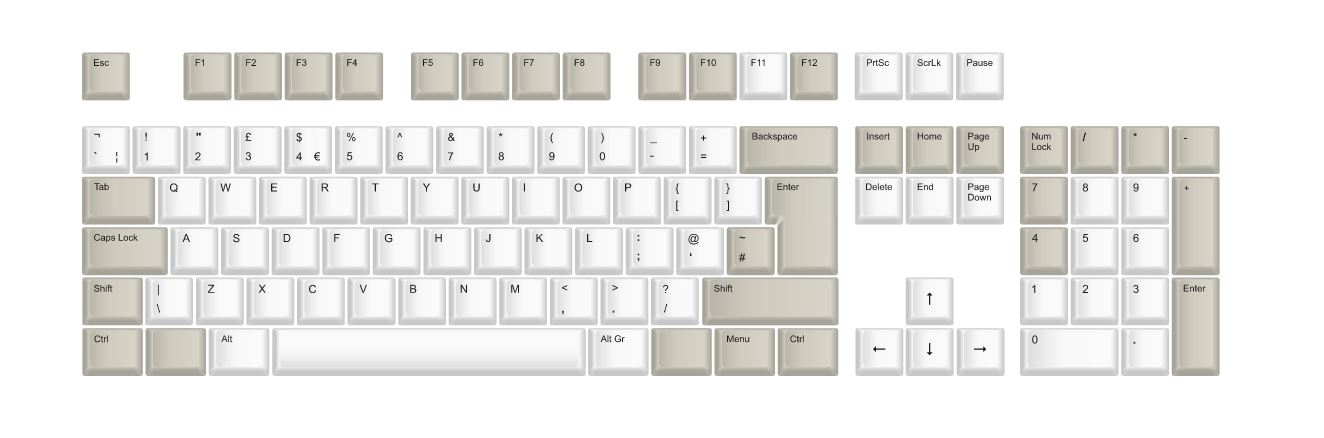 Esc F1 F2 F3 F4 F5 F6 F7 F8 F9 F10 F11 F12 PrtSc ScrLk Pause
¬ ! " £ $ % ^ & * ( ) _ + Backspace Insert Home Page Up Num Lock / * -
` ¦ 1 2 3 4 € 5 6 7 8 9 0 - =
Tab Q W E R T Y U I O P { } Enter Delete End Page Down 7 8 9 +
[ ]
Caps Lock A S D F G H J K L : @ ~ 4 5 6
; ‘ #
Shift | Z X C V B N M < > ? Shift ↑ 1 2 3 Enter
\ , . /
Ctrl Alt Alt Gr Menu Ctrl ← ↓ → 0 .